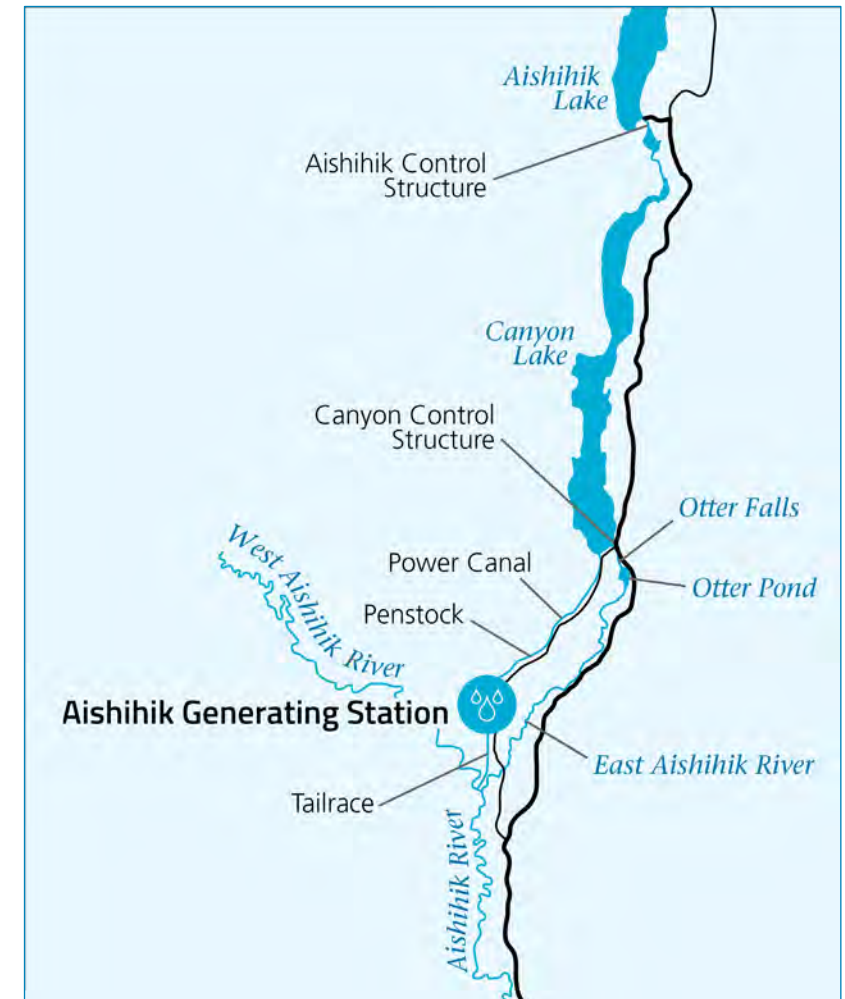 Aishihik
Lake
Aishihik Control
Structure
Canyon
Lake
Canyon Control
Structure
Otter Falls
West Aishihik River
Power Canal
Otter Pond
Penstock
Aishihik Generating Station
East Aishihik River
Tailrace
Aishihik River